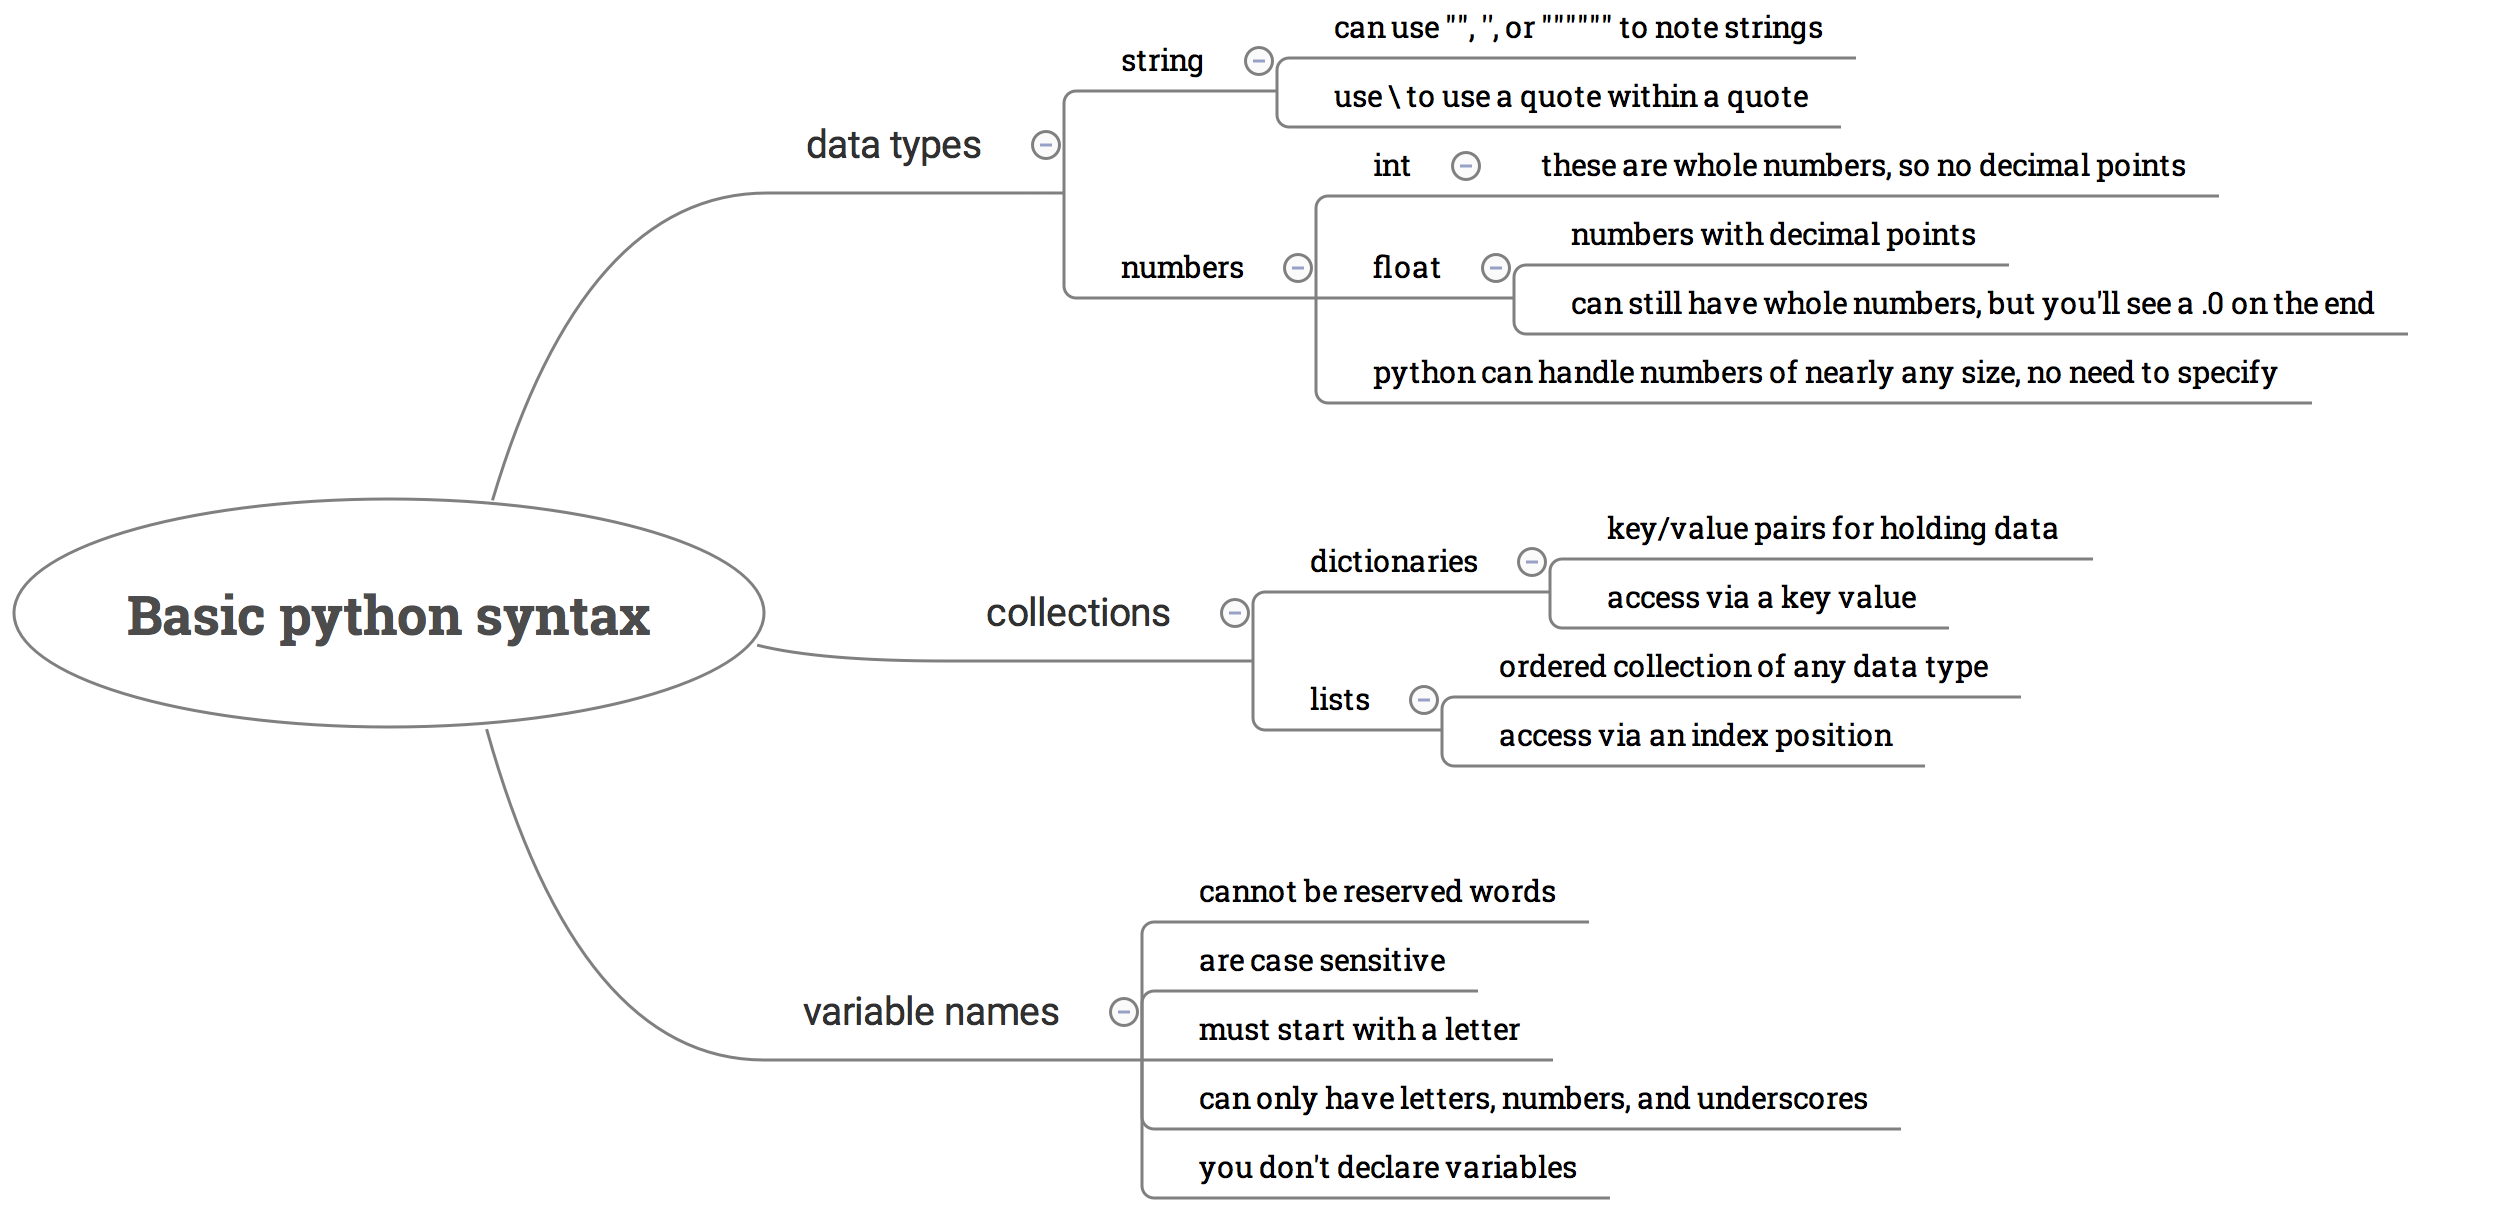 Basic python syntax
data types
string
can use "", '', or """""" to note strings
use \ to use a quote within a quote
numbers
int
these are whole numbers, so no decimal points
float
numbers with decimal points
can still have whole numbers, but you'll see a .0 on the end
python can handle numbers of nearly any size, no need to specify
collections
dictionaries
key/value pairs for holding data
access via a key value
lists
ordered collection of any data type
access via an index position
variable names
cannot be reserved words
are case sensitive
must start with a letter
can only have letters, numbers, and underscores
you don't declare variables